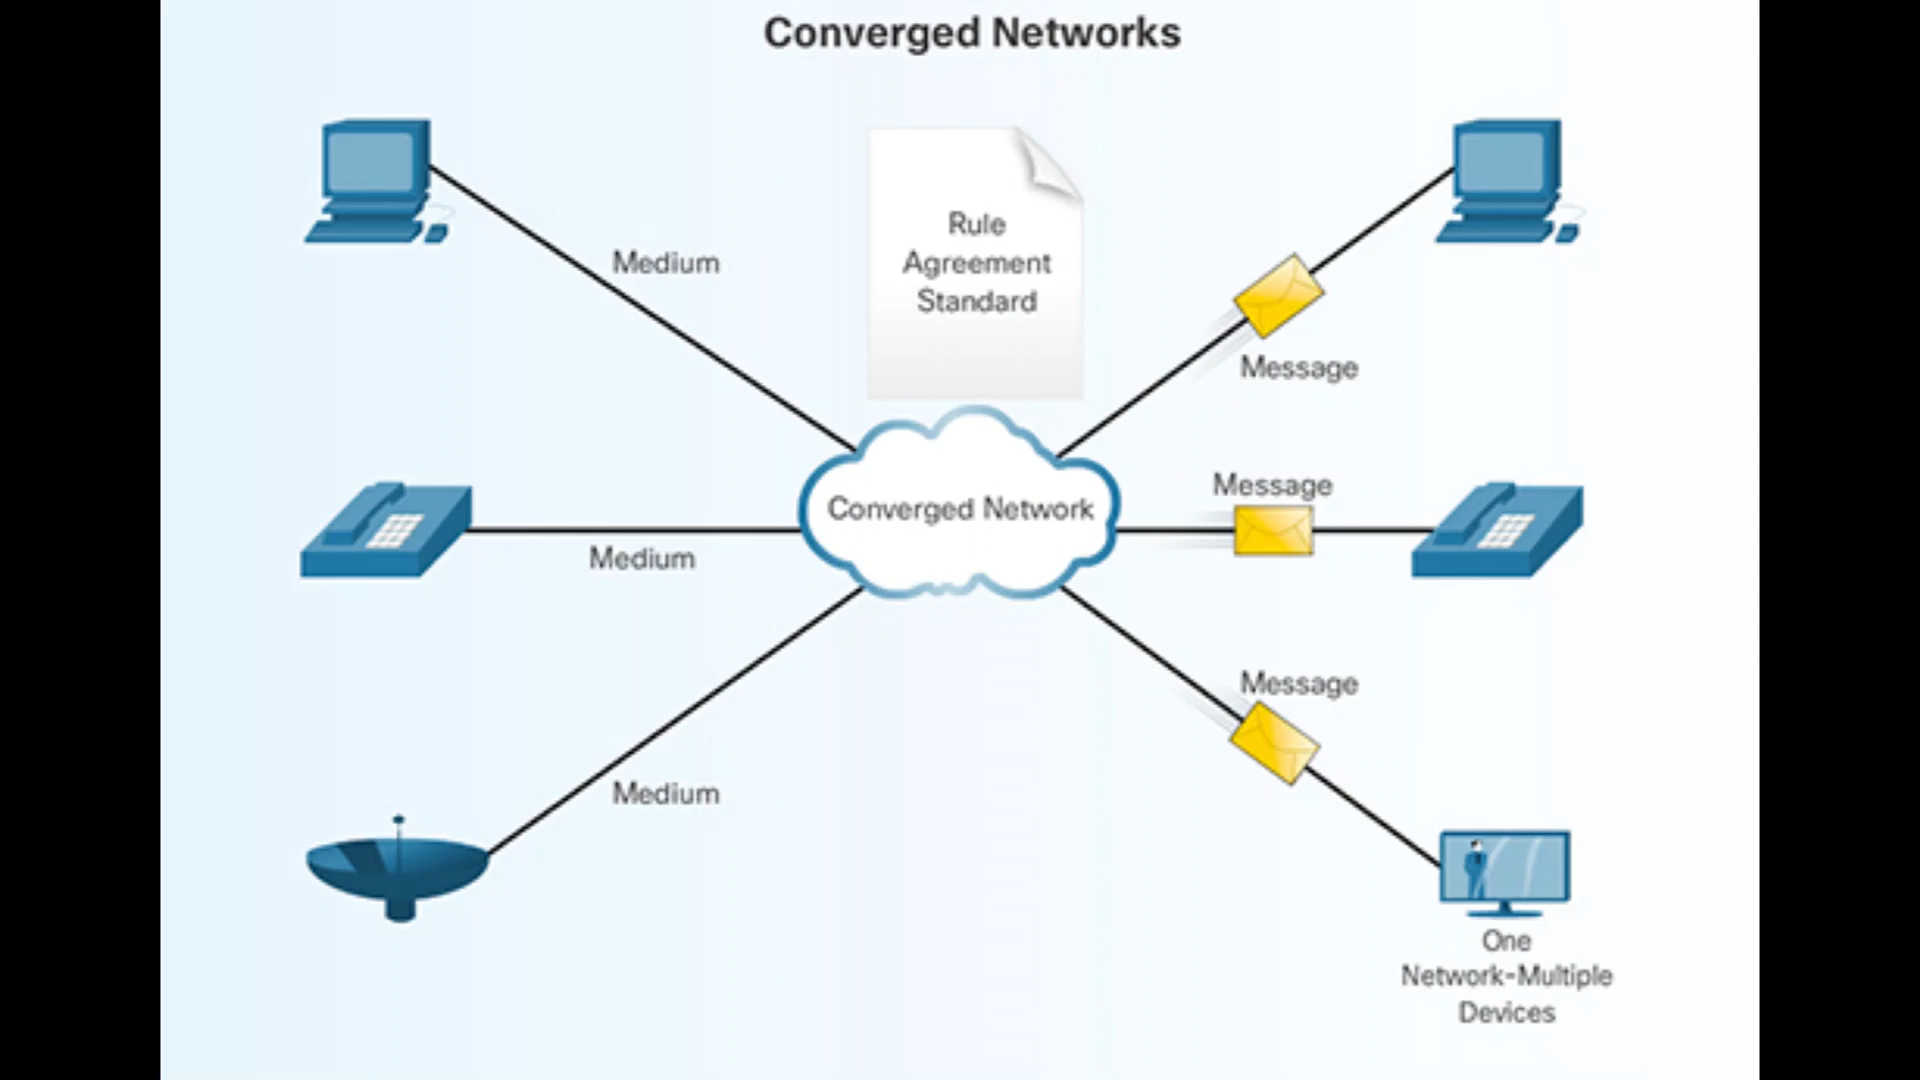 Converged Networks
Rule
Agreement
Standard
Medium
Message
Message
Converged Network
Medium
Message
Medium
One
Network-Multiple
Devices